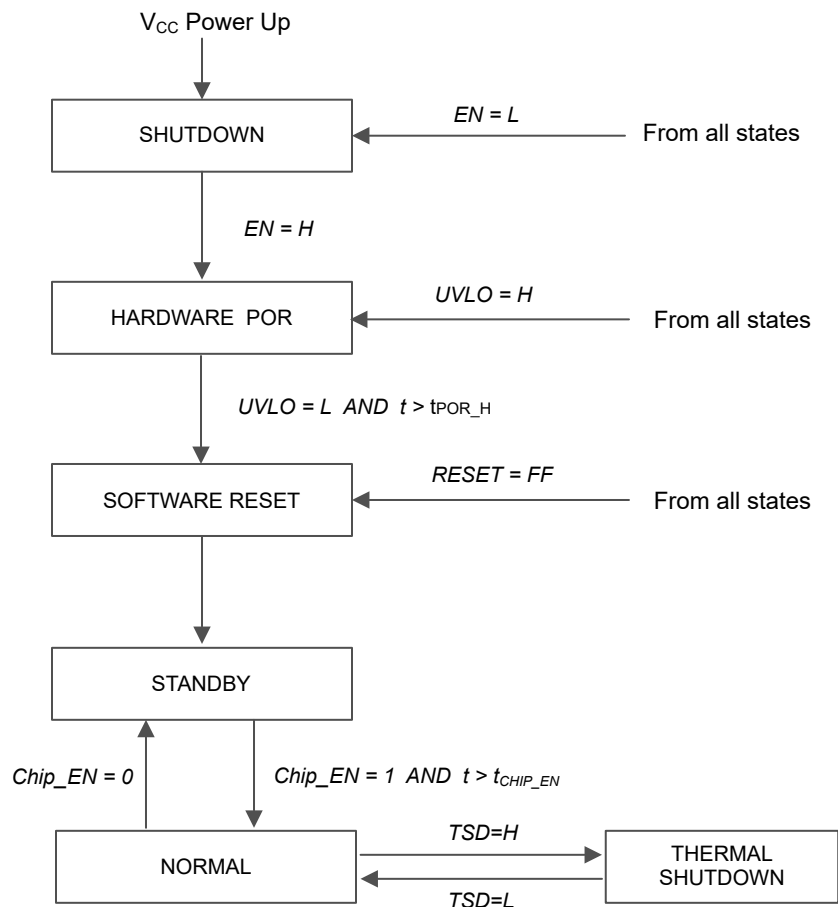 VCC Power Up
SHUTDOWN
EN = L
From all states
EN = H
HARDWARE POR
UVLO = H
From all states
UVLO = L AND t > tPOR_H
SOFTWARE RESET
RESET = FF
From all states
STANDBY
Chip_EN = 0
Chip_EN = 1 AND t > tCHIP_EN
NORMAL
TSD=H
TSD=L
THERMAL
SHUTDOWN